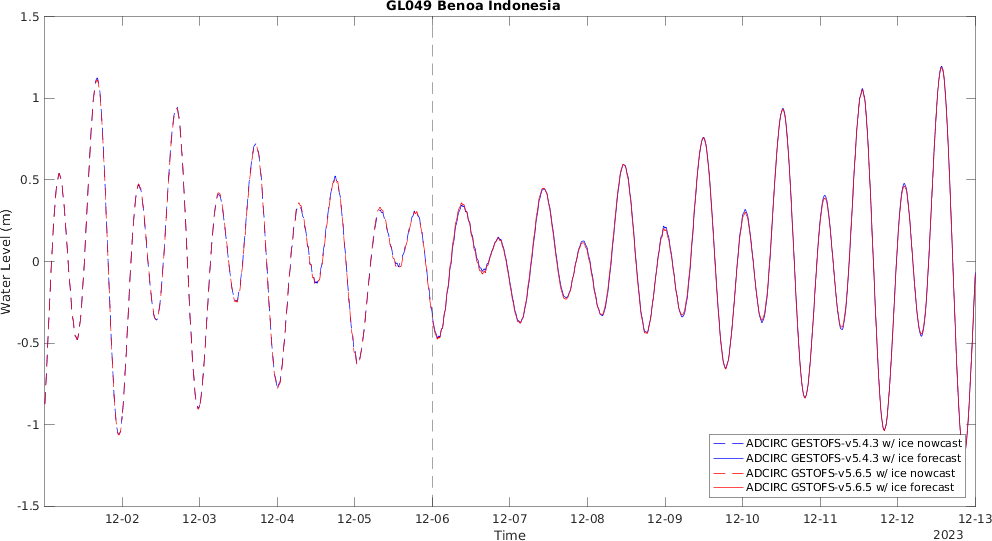 GL049 Benoa Indonesia
1.5
1
0.5
0
-0.5
-1
-1.5
Water Level (m)
ADCIRC GESTOFS-v5.4.3 w/ ice nowcast
ADCIRC GESTOFS-v5.4.3 w/ ice forecast
ADCIRC GSTOFS-v5.6.5 w/ ice nowcast
ADCIRC GSTOFS-v5.6.5 w/ ice forecast
12-02 12-03 12-04 12-05 12-06 12-07 12-08 12-09 12-10 12-11 12-12 12-13
Time
2023